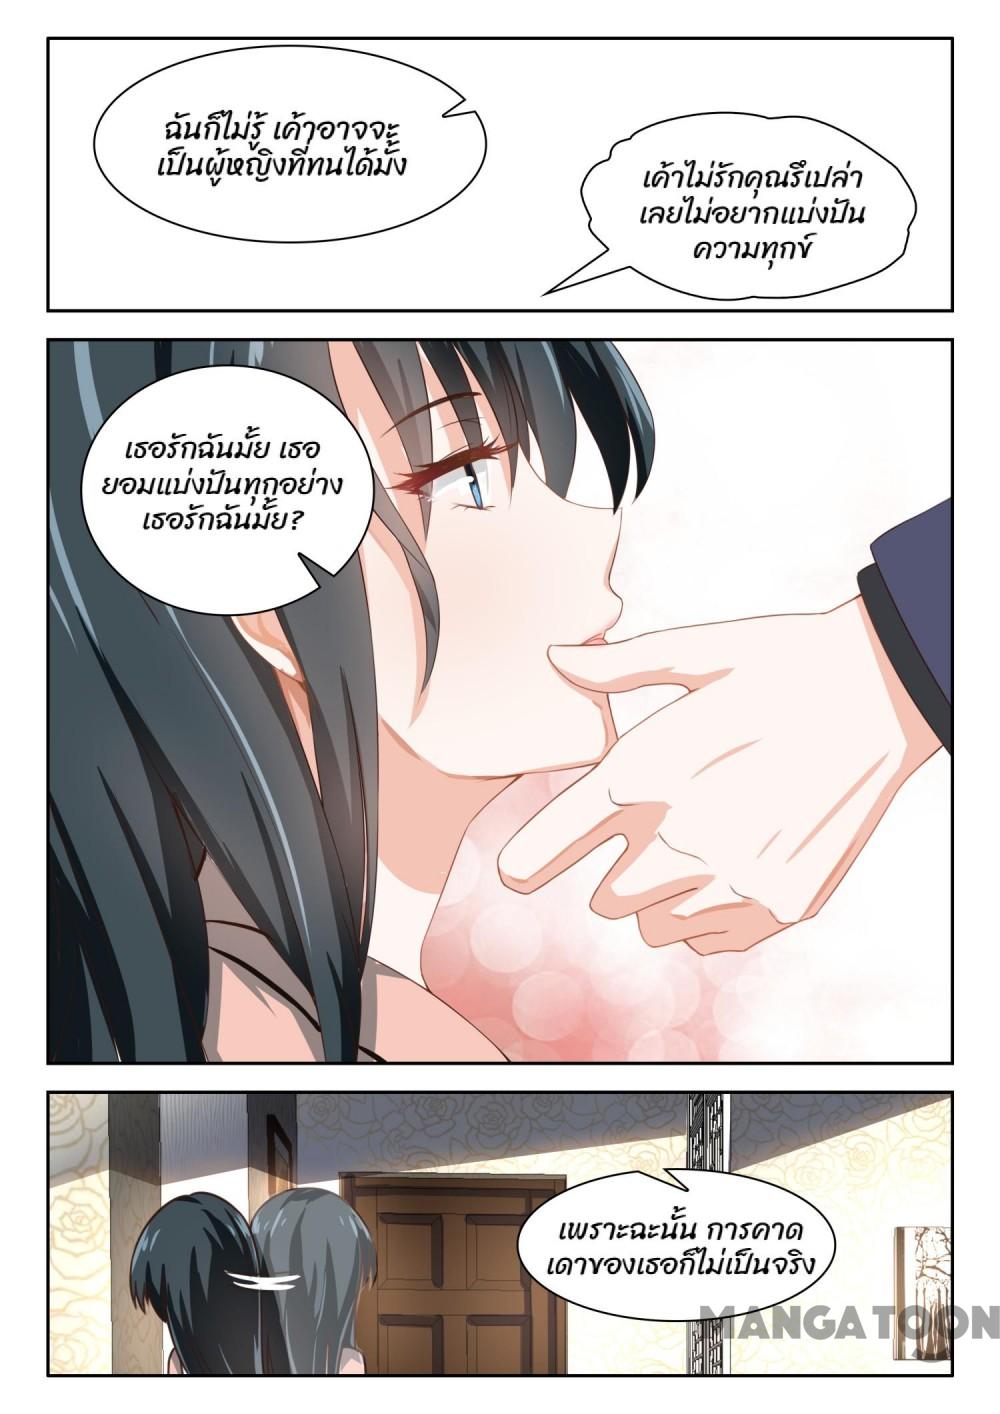 ฉันก็ไม่รู้ เค้าอาจจะ
เป็นผู้หญิงที่ทนได้มั้ง
เค้าไม่รักคุณรึเปล่า
เลยไม่อยากแบ่งปัน
ความทุกข์
เธอรักฉันมั้ย เธอ
ยอมแบ่งปันทุกอย่าง
เธอรักฉันมั้ย?
เพราะฉะนั้น การคาด
เดาของเธอก็ไม่เป็นจริง
MANGATOON